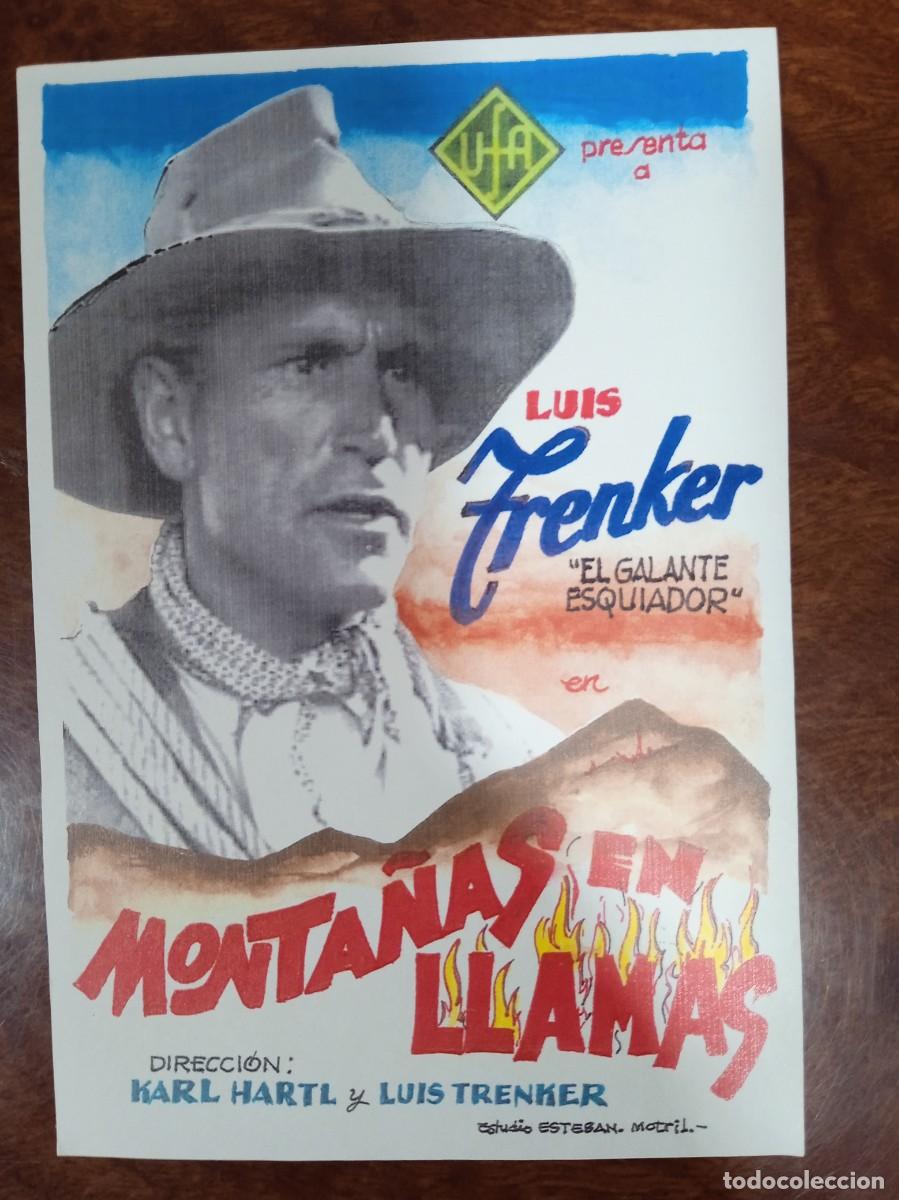 UFA
presenta
a
LUIS
Trenker
"EL GALANTE
ESQUIADOR"
en
MONTAÑAS EN
LLAMAS
DIRECCIÓN:
KARL HARTL y LUIS TRENKER
Estudio ESTEBAN. Motril.-
todocoleccion